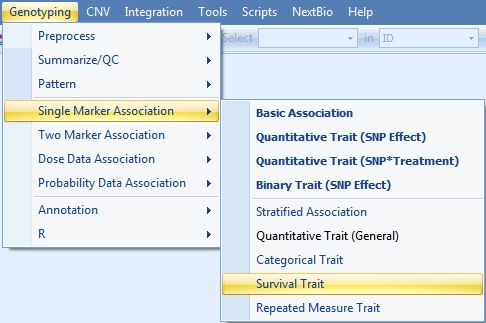 Genotyping CNV Integration Tools Scripts NextBio Help
Select in ID
Preprocess
Summarize/QC
Pattern
Single Marker Association
Two Marker Association
Dose Data Association
Probability Data Association
Annotation
R
Basic Association
Quantitative Trait (SNP Effect)
Quantitative Trait (SNP*Treatment)
Binary Trait (SNP Effect)
Stratified Association
Quantitative Trait (General)
Categorical Trait
Survival Trait
Repeated Measure Trait